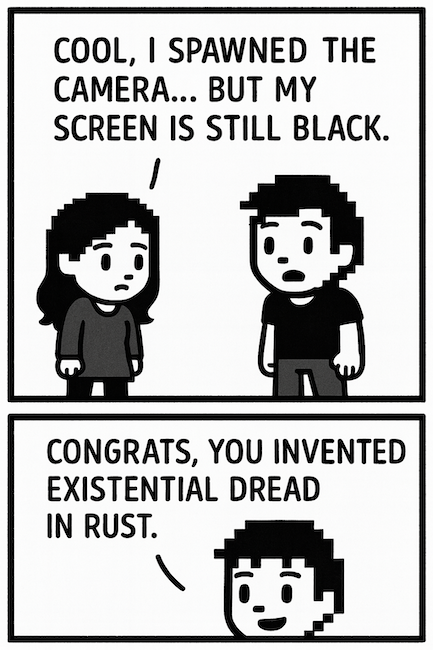 COOL, I SPAWNED THE
CAMERA... BUT MY
SCREEN IS STILL BLACK.
CONGRATS, YOU INVENTED
EXISTENTIAL DREAD
IN RUST.